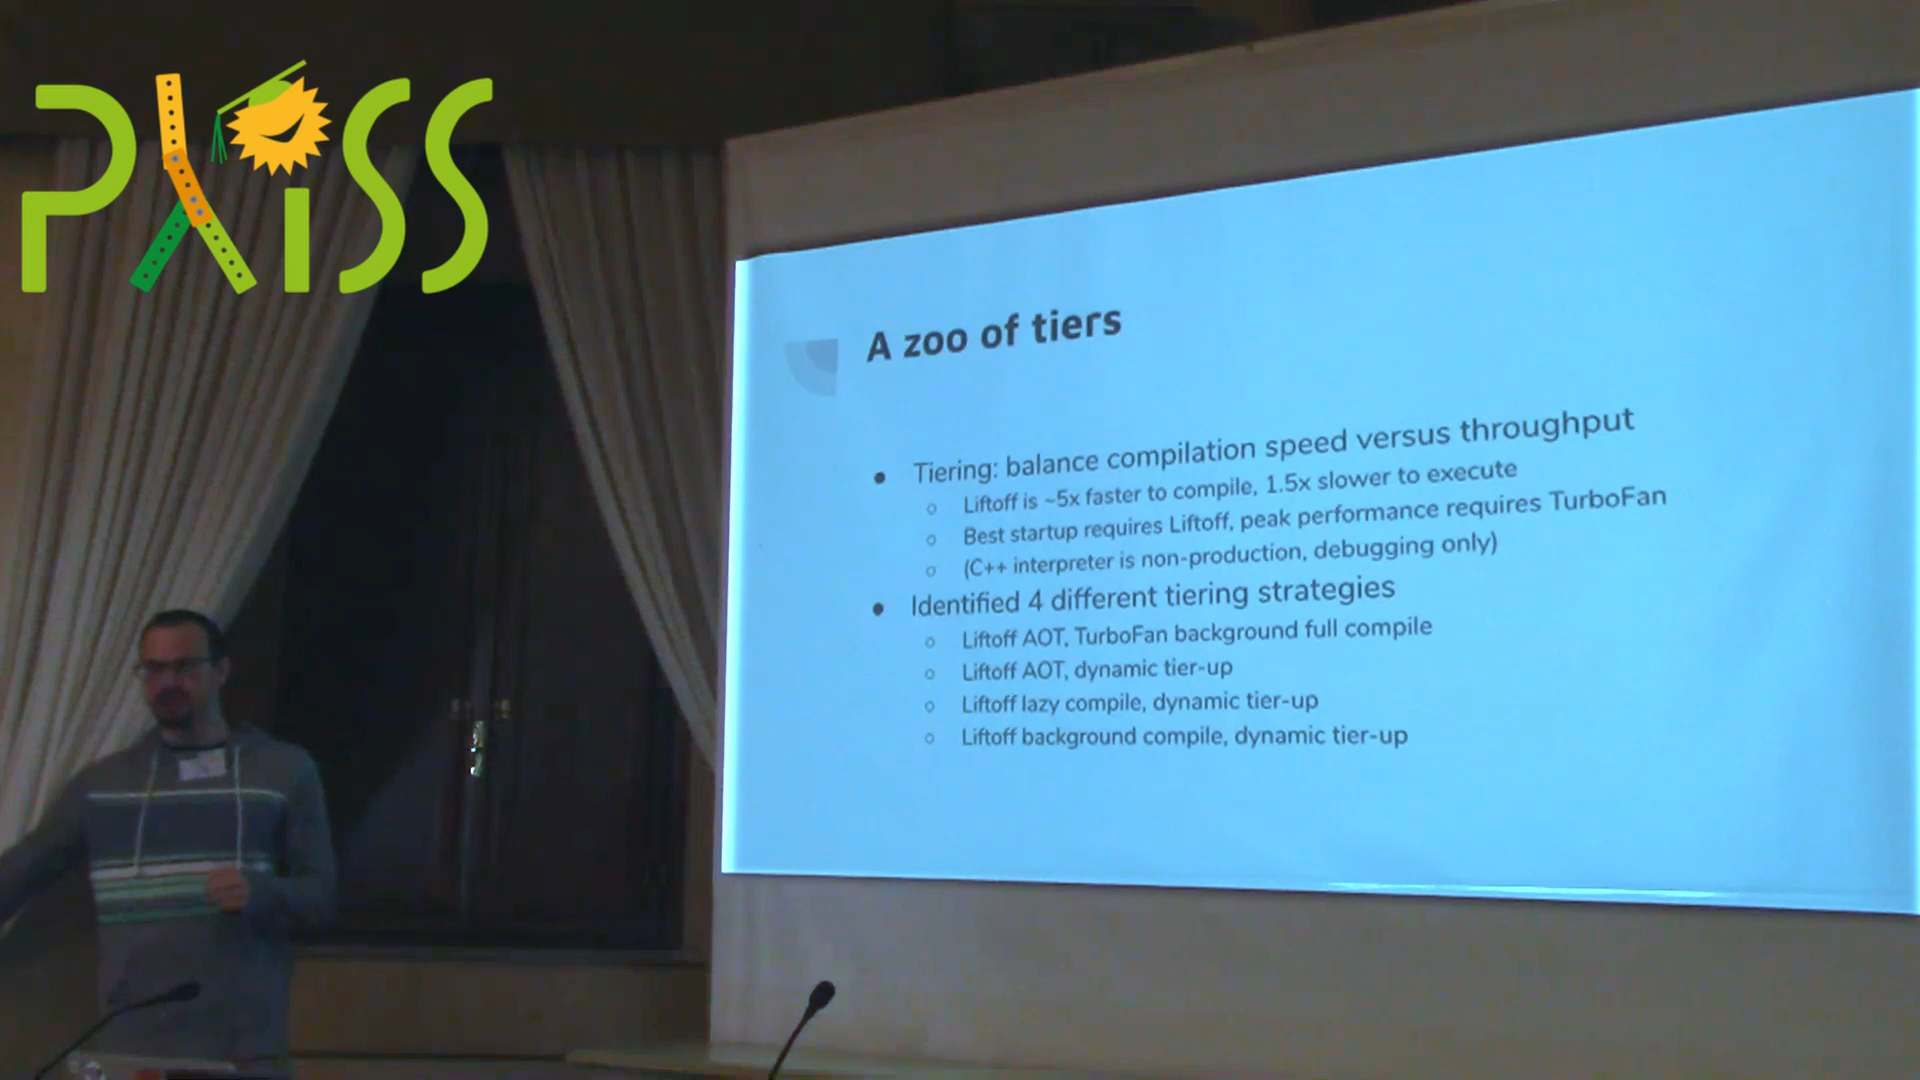 PLISS
A zoo of tiers
● Tiering: balance compilation speed versus throughput
○ Liftoff is ~5x faster to compile, 1.5x slower to execute
○ Best startup requires Liftoff, peak performance requires TurboFan
○ (C++ interpreter is non-production, debugging only)
● Identified 4 different tiering strategies
○ Liftoff AOT, TurboFan background full compile
○ Liftoff AOT, dynamic tier-up
○ Liftoff lazy compile, dynamic tier-up
○ Liftoff background compile, dynamic tier-up